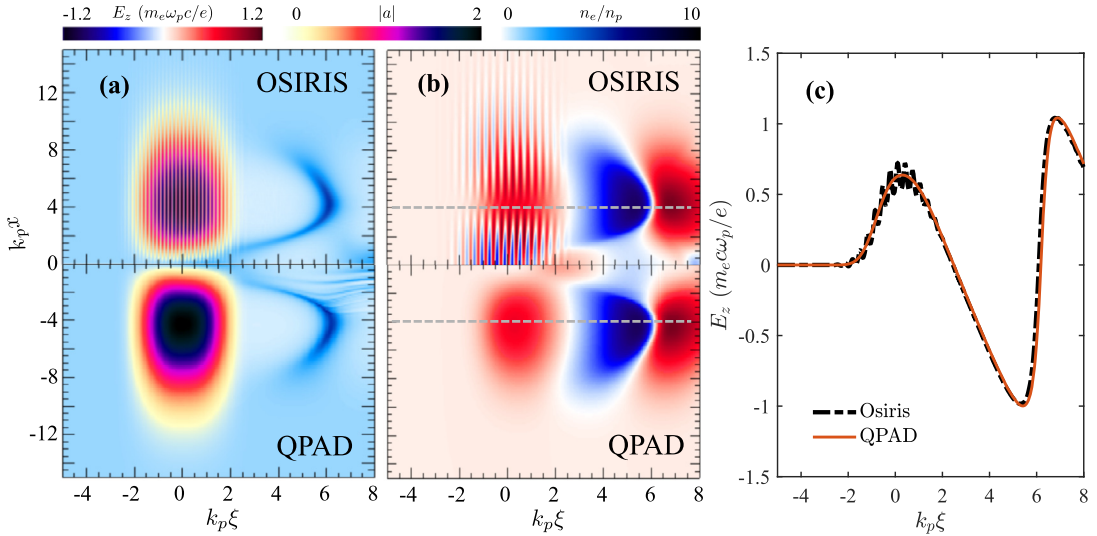 -1.2 E_z (m_eω_pc/e) 1.2
0 |a| 2
0 n_e/n_p 10
(a) OSIRIS
(b) OSIRIS
(c)
12
8
4
0
-4
-8
-12
k_px
QPAD
QPAD
-4 -2 0 2 4 6 8
k_pξ
-4 -2 0 2 4 6 8
k_pξ
1.5
1
0.5
0
-0.5
-1
-1.5
E_z (m_ecω_p/e)
Osiris
QPAD
-4 -2 0 2 4 6 8
k_pξ